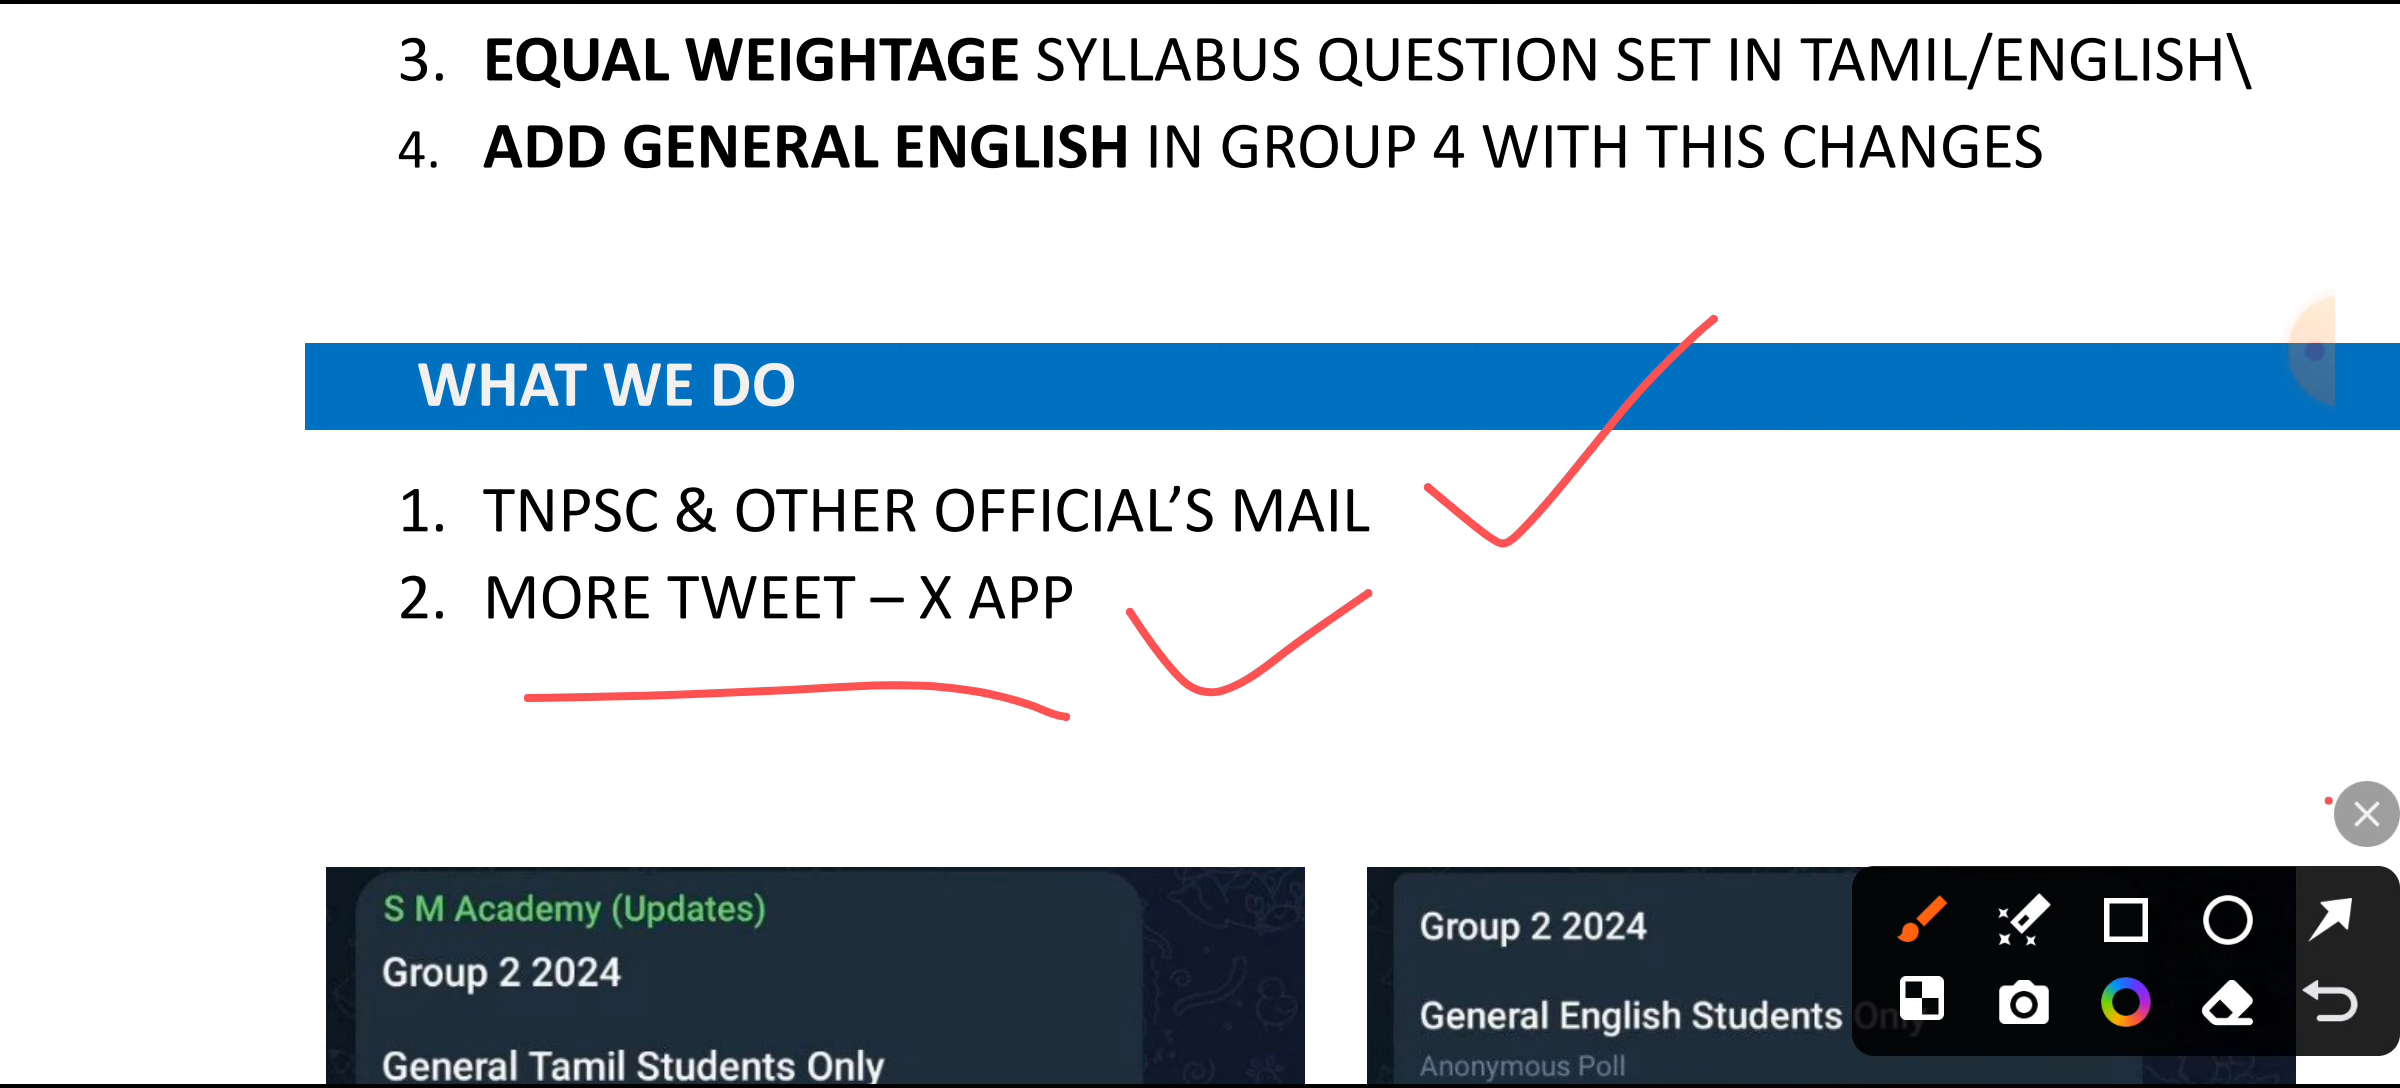 3. EQUAL WEIGHTAGE SYLLABUS QUESTION SET IN TAMIL/ENGLISH\
4. ADD GENERAL ENGLISH IN GROUP 4 WITH THIS CHANGES
WHAT WE DO
1. TNPSC & OTHER OFFICIAL’S MAIL
2. MORE TWEET – X APP
S M Academy (Updates)
Group 2 2024
General Tamil Students Only
Group 2 2024
General English Students Only
Anonymous Poll